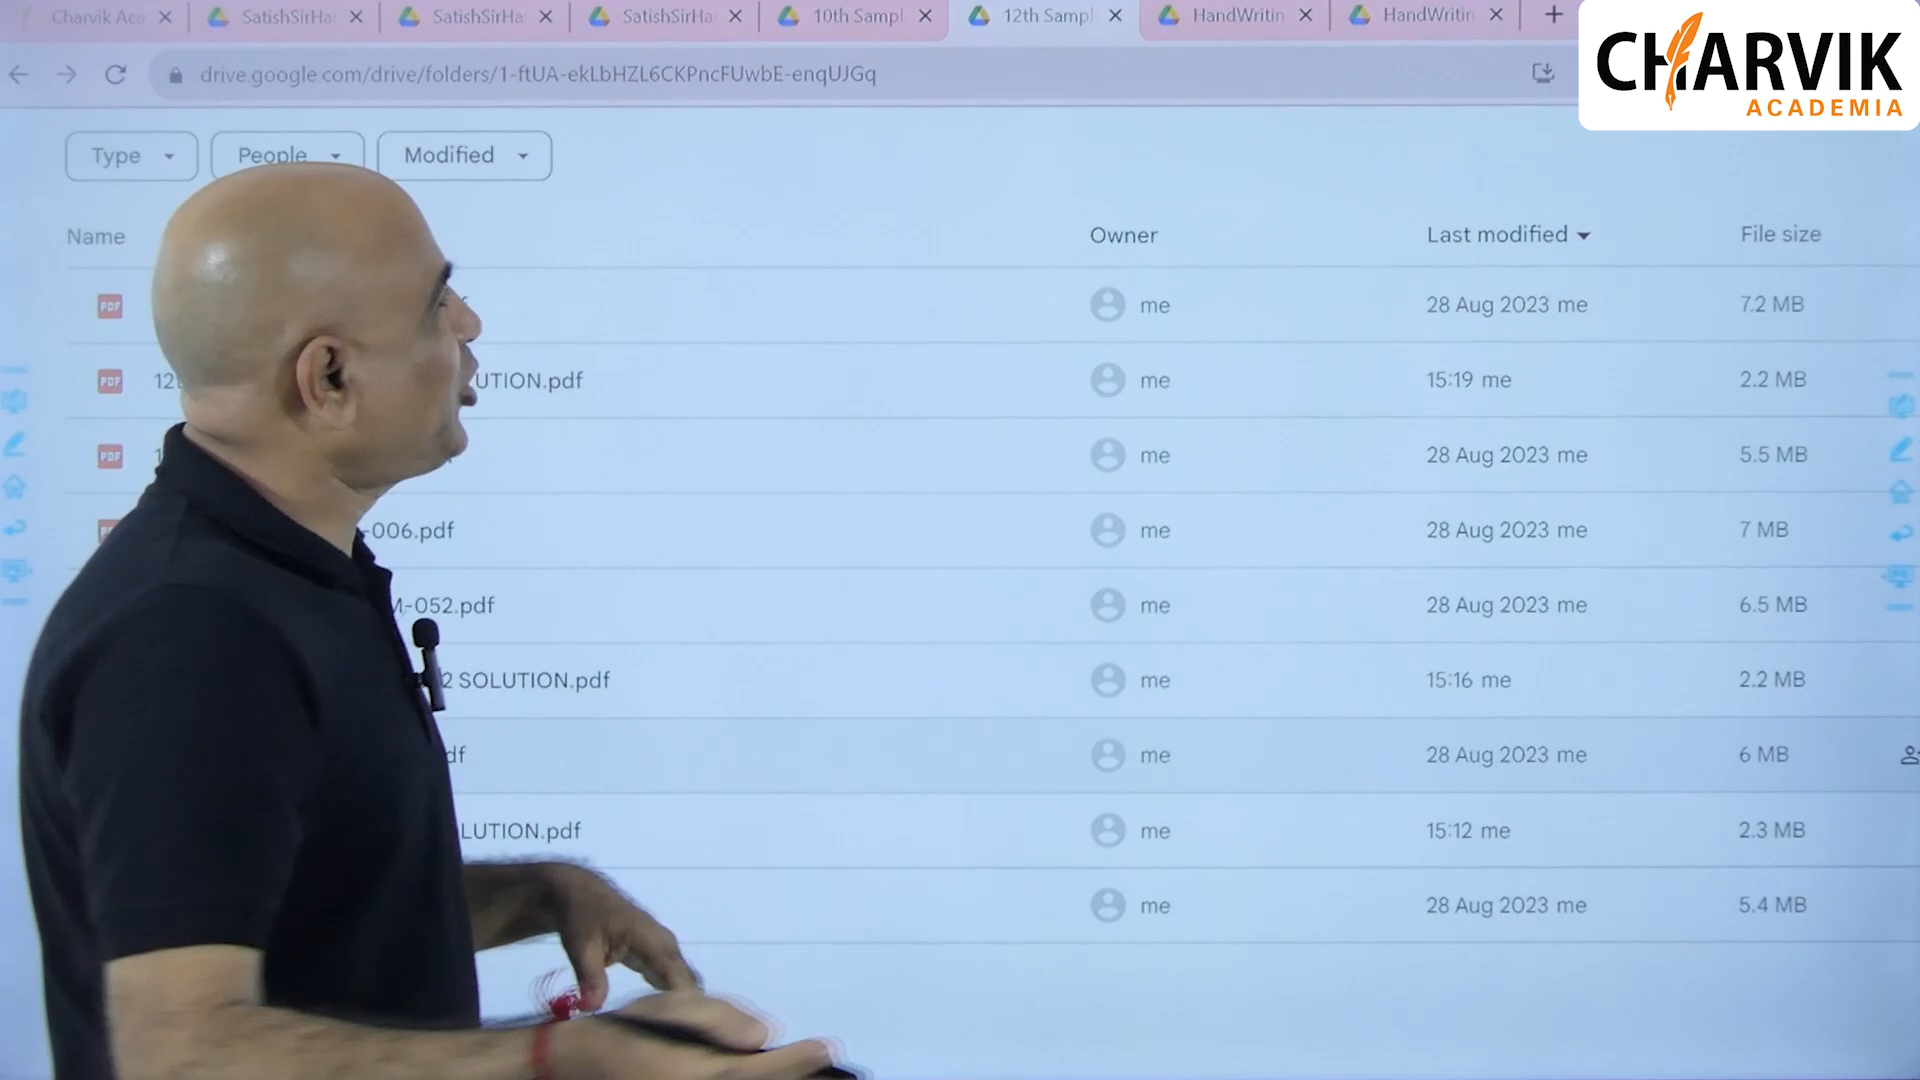 Charvik Aca
SatishSirHa
SatishSirHa
SatishSirHa
10th Sampl
12th Sampl
HandWritin
HandWritin
drive.google.com/drive/folders/1-ftUA-ekLbHZL6CKPncFUwbE-enqUJGq
CHARVIK
ACADEMIA
Type People Modified
Name Owner Last modified File size
PDF me 28 Aug 2023 me 7.2 MB
PDF UTION.pdf me 15:19 me 2.2 MB
PDF me 28 Aug 2023 me 5.5 MB
-006.pdf me 28 Aug 2023 me 7 MB
M-052.pdf me 28 Aug 2023 me 6.5 MB
2 SOLUTION.pdf me 15:16 me 2.2 MB
df me 28 Aug 2023 me 6 MB
LUTION.pdf me 15:12 me 2.3 MB
me 28 Aug 2023 me 5.4 MB